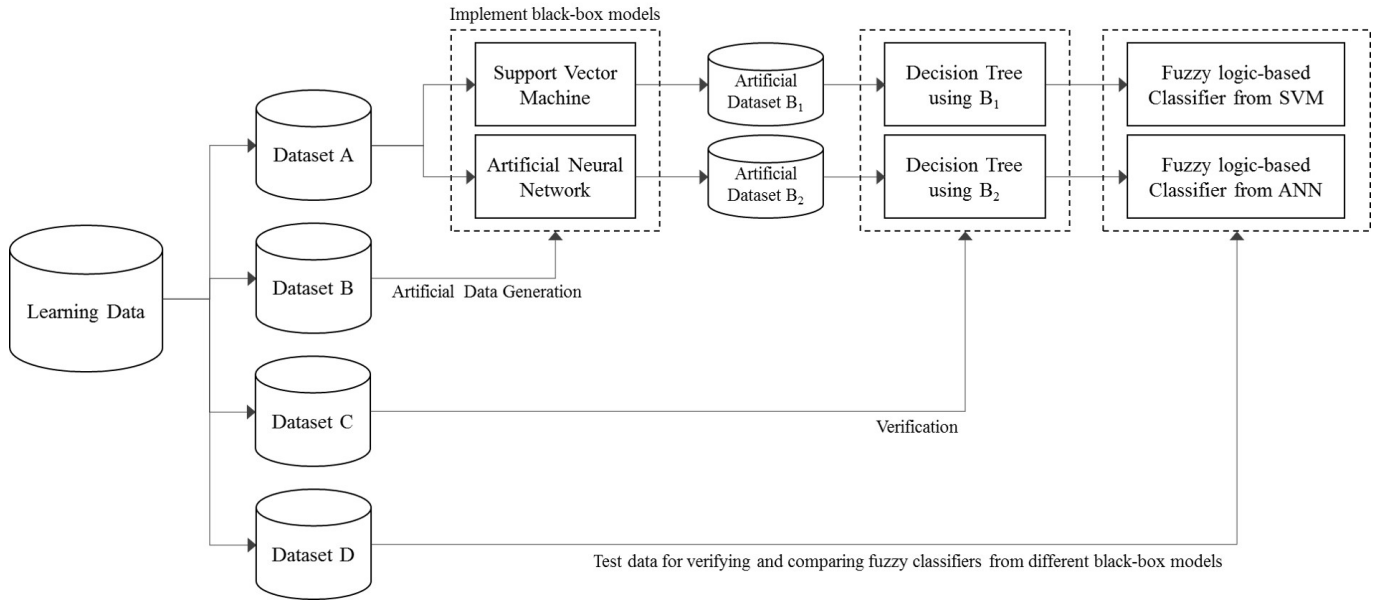 Implement black-box models
Support Vector
Machine
Artificial
Dataset B₁
Decision Tree
using B₁
Fuzzy logic-based
Classifier from SVM
Dataset A
Artificial Neural
Network
Artificial
Dataset B₂
Decision Tree
using B₂
Fuzzy logic-based
Classifier from ANN
Learning Data
Dataset B
Artificial Data Generation
Dataset C
Verification
Dataset D
Test data for verifying and comparing fuzzy classifiers from different black-box models